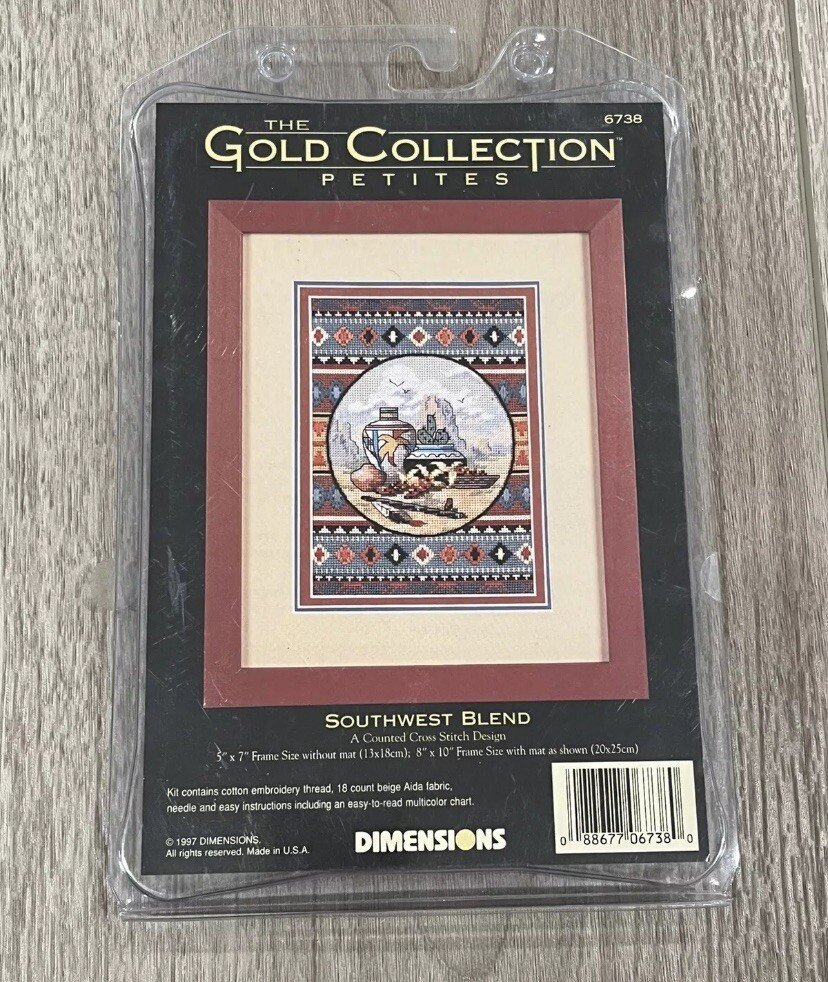 THE
6738
GOLD COLLECTION™
PETITES
SOUTHWEST BLEND
A Counted Cross Stitch Design
5" x 7" Frame Size without mat (13x18cm); 8" x 10" Frame Size with mat as shown (20x25cm)
Kit contains cotton embroidery thread, 18 count beige Aida fabric,
needle and easy instructions including an easy-to-read multicolor chart.
© 1997 DIMENSIONS.
All rights reserved. Made in U.S.A.
DIMENSIONS
0 88677 06738 0